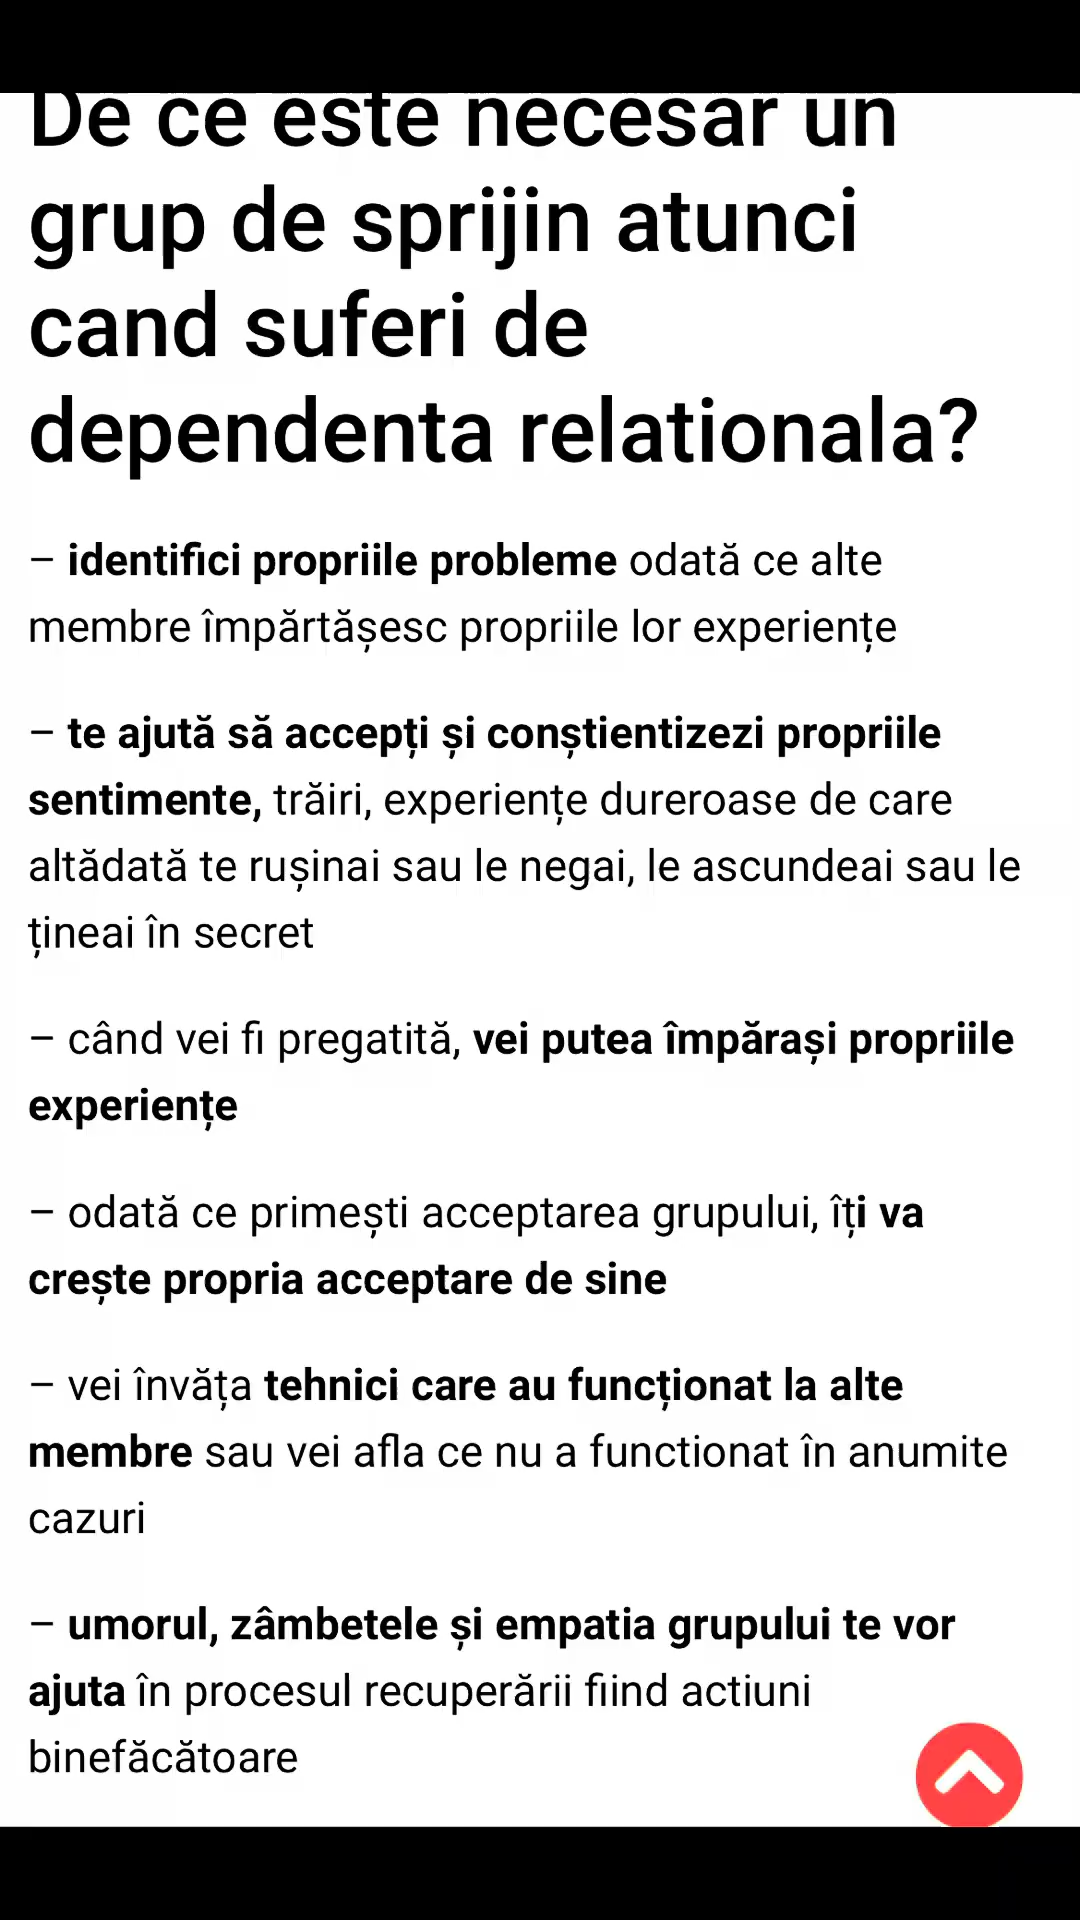 De ce este necesar un
grup de sprijin atunci
cand suferi de
dependenta relationala?
– identifici propriile probleme odată ce alte
membre împărtășesc propriile lor experiențe
– te ajută să accepți și conștientizezi propriile
sentimente, trăiri, experiențe dureroase de care
altădată te rușinai sau le negai, le ascundeai sau le
țineai în secret
– când vei fi pregatită, vei putea împărași propriile
experiențe
– odată ce primești acceptarea grupului, îți va
crește propria acceptare de sine
– vei învăța tehnici care au funcționat la alte
membre sau vei afla ce nu a functionat în anumite
cazuri
– umorul, zâmbetele și empatia grupului te vor
ajuta în procesul recuperării fiind actiuni
binefăcătoare